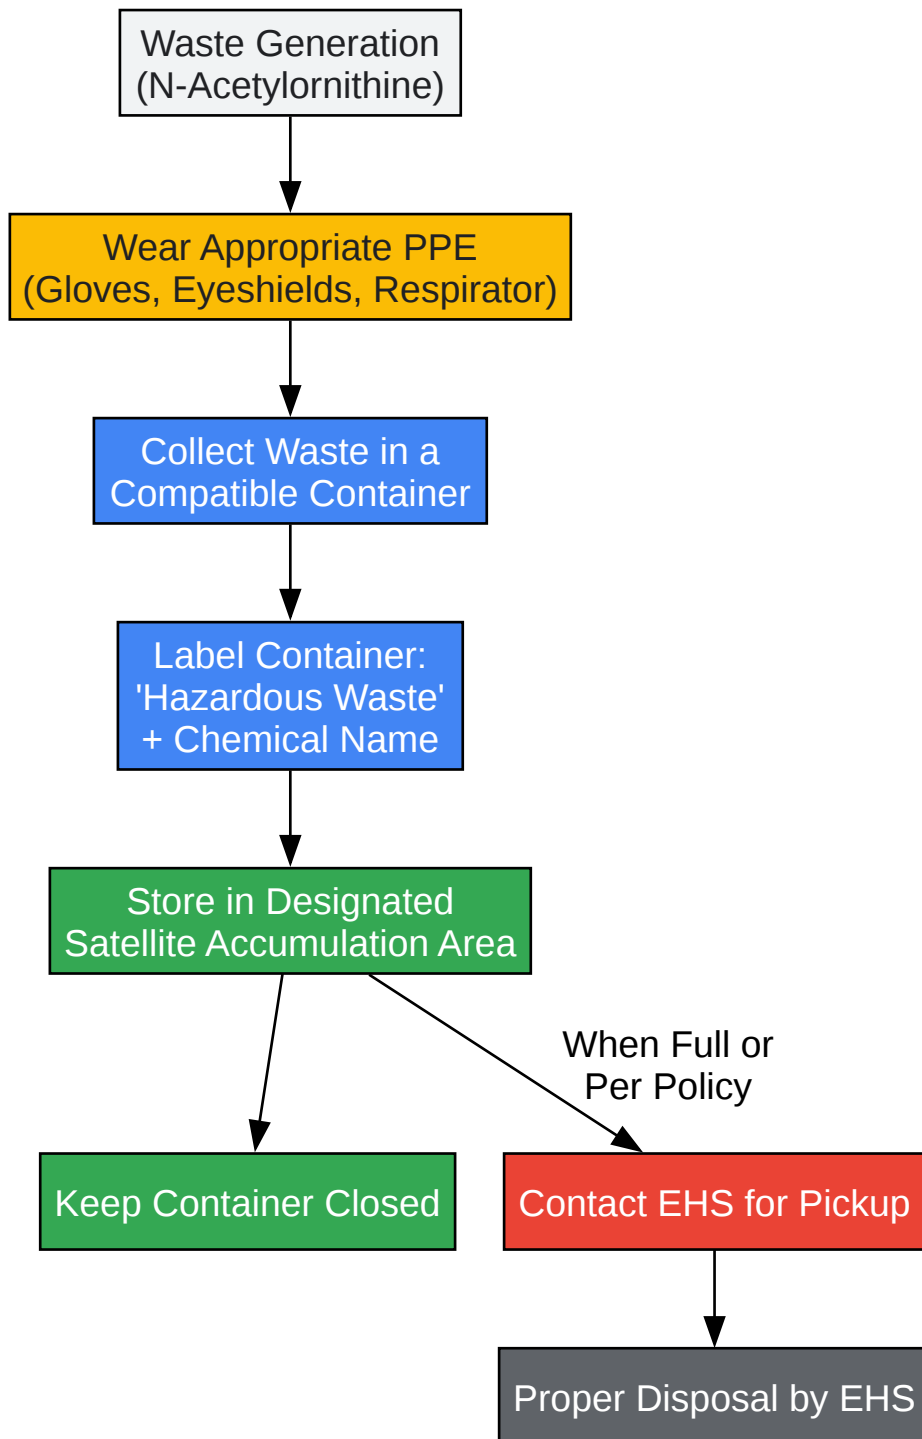 Waste Generation
(N-Acetylornithine)
Wear Appropriate PPE
(Gloves, Eyeshields, Respirator)
Collect Waste in a
Compatible Container
Label Container:
'Hazardous Waste'
+ Chemical Name
Store in Designated
Satellite Accumulation Area
When Full or
Per Policy
Keep Container Closed
Contact EHS for Pickup
Proper Disposal by EHS